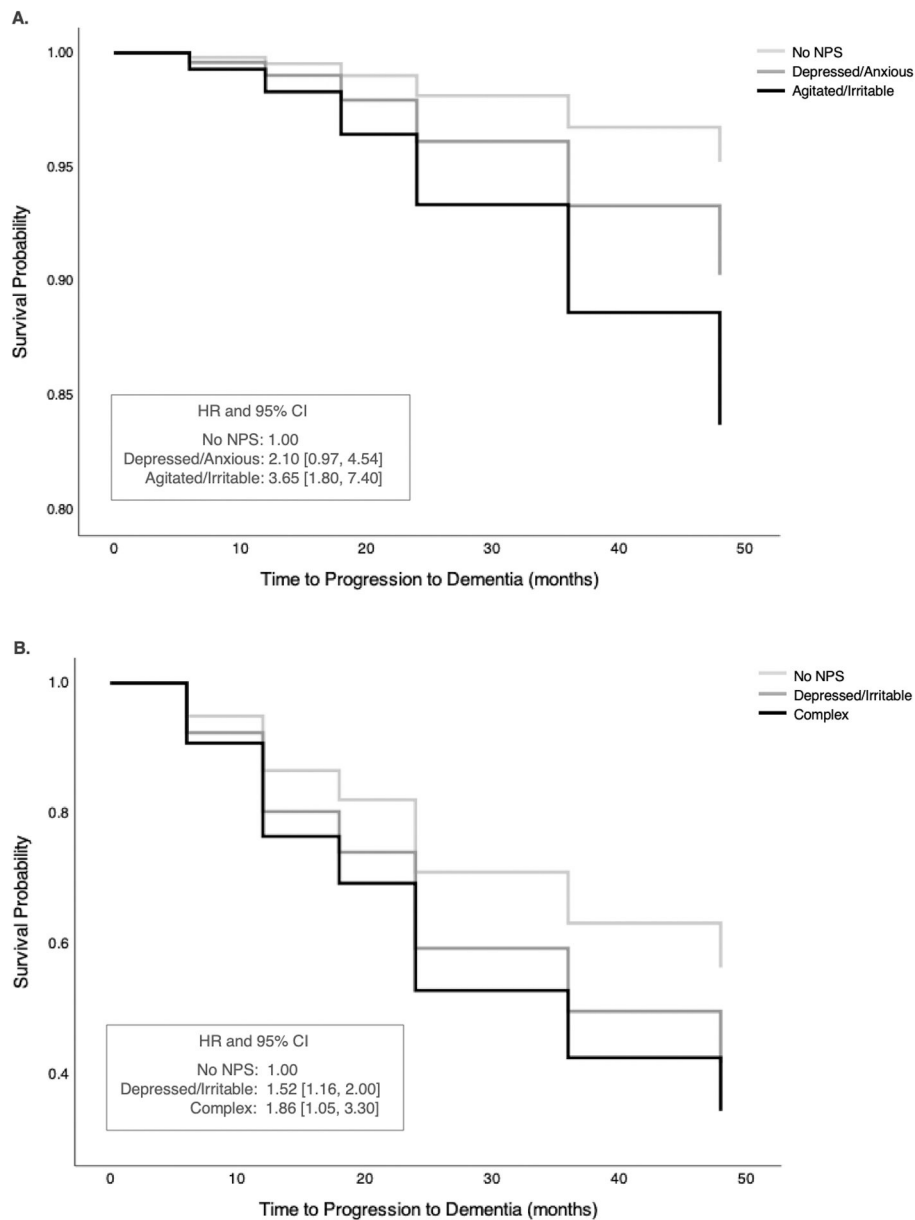 A.
1.00
0.95
0.90
0.85
0.80
Survival Probability
No NPS
Depressed/Anxious
Agitated/Irritable
HR and 95% CI
No NPS: 1.00
Depressed/Anxious: 2.10 [0.97, 4.54]
Agitated/Irritable: 3.65 [1.80, 7.40]
0 10 20 30 40 50
Time to Progression to Dementia (months)
B.
1.0
0.8
0.6
0.4
Survival Probability
No NPS
Depressed/Irritable
Complex
HR and 95% CI
No NPS: 1.00
Depressed/Irritable: 1.52 [1.16, 2.00]
Complex: 1.86 [1.05, 3.30]
0 10 20 30 40 50
Time to Progression to Dementia (months)